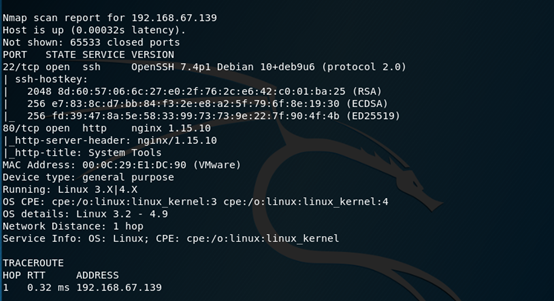 Nmap scan report for 192.168.67.139
Host is up (0.00032s latency).
Not shown: 65533 closed ports
PORT   STATE SERVICE VERSION
22/tcp open  ssh     OpenSSH 7.4p1 Debian 10+deb9u6 (protocol 2.0)
| ssh-hostkey:
|   2048 8d:60:57:06:6c:27:e0:2f:76:2c:e6:42:c0:01:ba:25 (RSA)
|   256 e7:83:8c:d7:bb:84:f3:2e:e8:a2:5f:79:6f:8e:19:30 (ECDSA)
|_  256 fd:39:47:8a:5e:58:33:99:73:73:9e:22:7f:90:4f:4b (ED25519)
80/tcp open  http    nginx 1.15.10
|_http-server-header: nginx/1.15.10
|_http-title: System Tools
MAC Address: 00:0C:29:E1:DC:90 (VMware)
Device type: general purpose
Running: Linux 3.X|4.X
OS CPE: cpe:/o:linux:linux_kernel:3 cpe:/o:linux:linux_kernel:4
OS details: Linux 3.2 - 4.9
Network Distance: 1 hop
Service Info: OS: Linux; CPE: cpe:/o:linux:linux_kernel
TRACEROUTE
HOP RTT     ADDRESS
1   0.32 ms 192.168.67.139